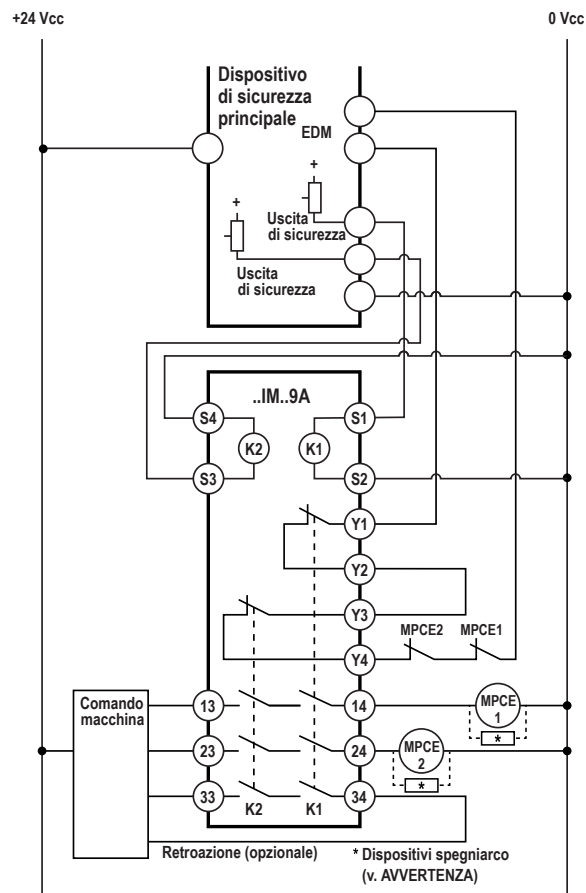 +24 Vcc
0 Vcc
Dispositivo
di sicurezza
principale
EDM
+
+
Uscita
di sicurezza
Uscita
di sicurezza
..IM..9A
S4
S1
K2
K1
S3
S2
Y1
Y2
Y3
MPCE2
MPCE1
Y4
Comando
macchina
13
14
MPCE
1
*
23
24
MPCE
2
*
33
K2
K1
34
Retroazione (opzionale)
* Dispositivi spegniarco
(v. AVVERTENZA)